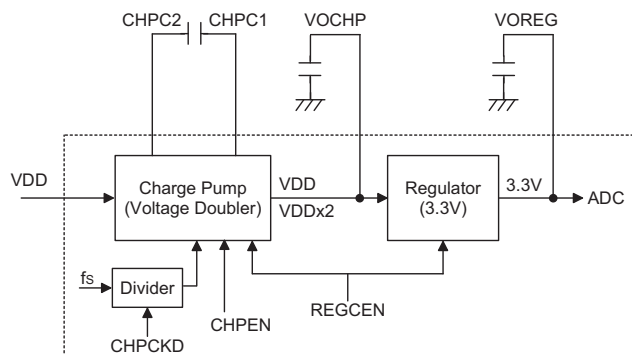 CHPC2 CHPC1 VOCHP VOREG
VDD
Charge Pump
(Voltage Doubler)
VDD
VDDx2
Regulator
(3.3V)
3.3V
ADC
fs
Divider
CHPEN
REGCEN
CHPCKD